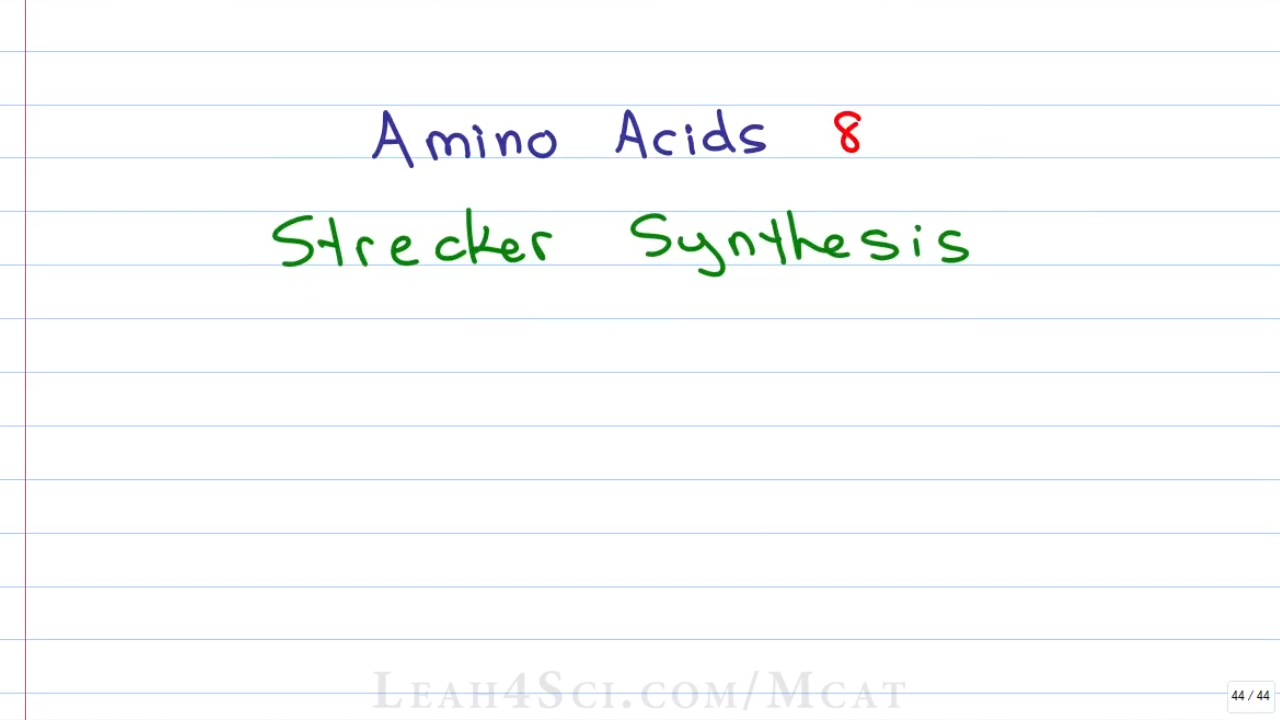 Amino Acids 8
Strecker Synthesis
Leah4Sci.com/Mcat
44 / 44